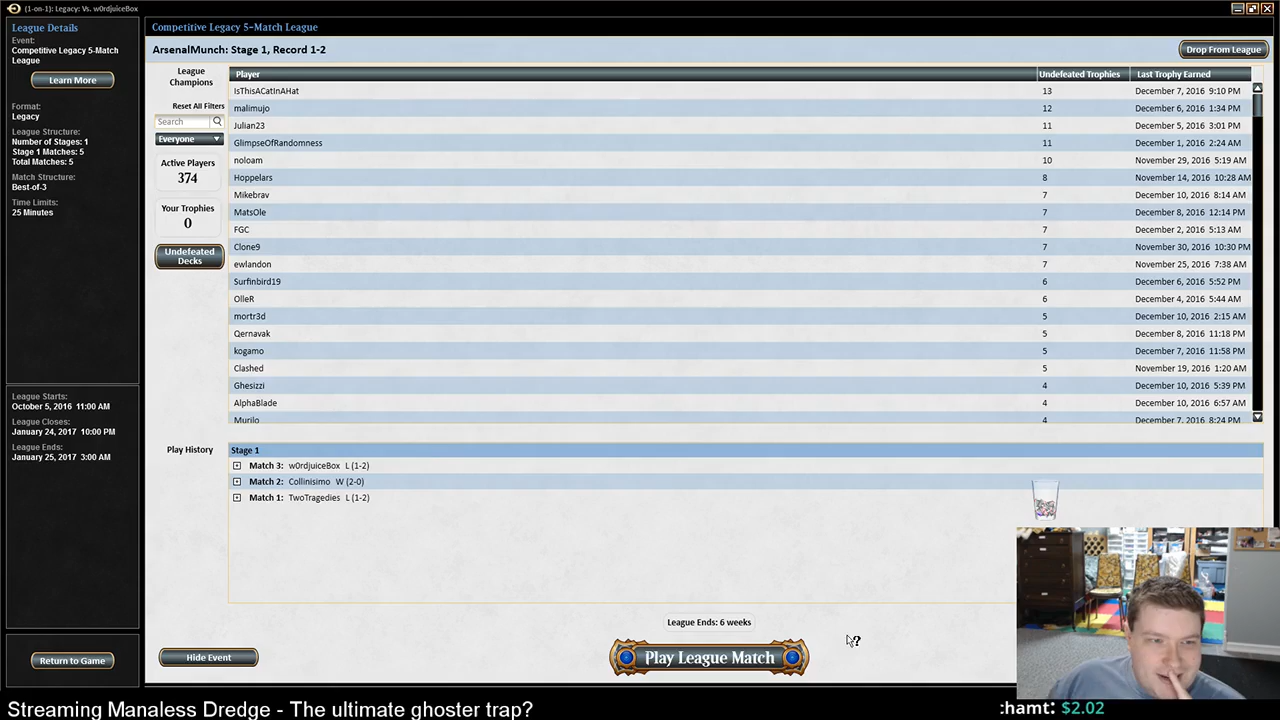 (1-on-1): Legacy: Vs. w0rdjuiceBox
League Details
Event:
Competitive Legacy 5-Match
League
Learn More
Format:
Legacy
League Structure:
Number of Stages: 1
Stage 1 Matches: 5
Total Matches: 5
Match Structure:
Best-of-3
Time Limits:
25 Minutes
League Starts:
October 5, 2016 11:00 AM
League Closes:
January 24, 2017 10:00 PM
League Ends:
January 25, 2017 3:00 AM
Return to Game
Competitive Legacy 5-Match League
ArsenalMunch: Stage 1, Record 1-2
Drop From League
League
Champions
Reset All Filters
Search
Everyone
Active Players
374
Your Trophies
0
Undefeated
Decks
Player Undefeated Trophies Last Trophy Earned
IsThisACatInAHat 13 December 7, 2016 9:10 PM
malimujo 12 December 6, 2016 1:34 PM
Julian23 11 December 5, 2016 3:01 PM
GlimpseOfRandomness 11 December 1, 2016 2:24 AM
noloam 10 November 29, 2016 5:19 AM
Hoppelars 8 November 14, 2016 10:28 AM
Mikebrav 7 December 10, 2016 8:14 AM
MatsOle 7 December 8, 2016 12:14 PM
FGC 7 December 2, 2016 5:13 AM
Clone9 7 November 30, 2016 10:30 PM
ewlandon 7 November 25, 2016 7:38 AM
Surfinbird19 6 December 6, 2016 5:52 PM
OlleR 6 December 4, 2016 5:44 AM
mortr3d 5 December 10, 2016 2:15 AM
Qernavak 5 December 8, 2016 11:18 PM
kogamo 5 December 7, 2016 11:58 PM
Clashed 5 November 19, 2016 1:20 AM
Ghesizzi 4 December 10, 2016 5:39 PM
AlphaBlade 4 December 10, 2016 6:57 AM
Murilo 4 December 7, 2016 8:24 PM
Play History
Stage 1
Match 3: w0rdjuiceBox L (1-2)
Match 2: Collinisimo W (2-0)
Match 1: TwoTragedies L (1-2)
League Ends: 6 weeks
Hide Event
Play League Match
?
Streaming Manaless Dredge - The ultimate ghoster trap?
:hamt: $2.02